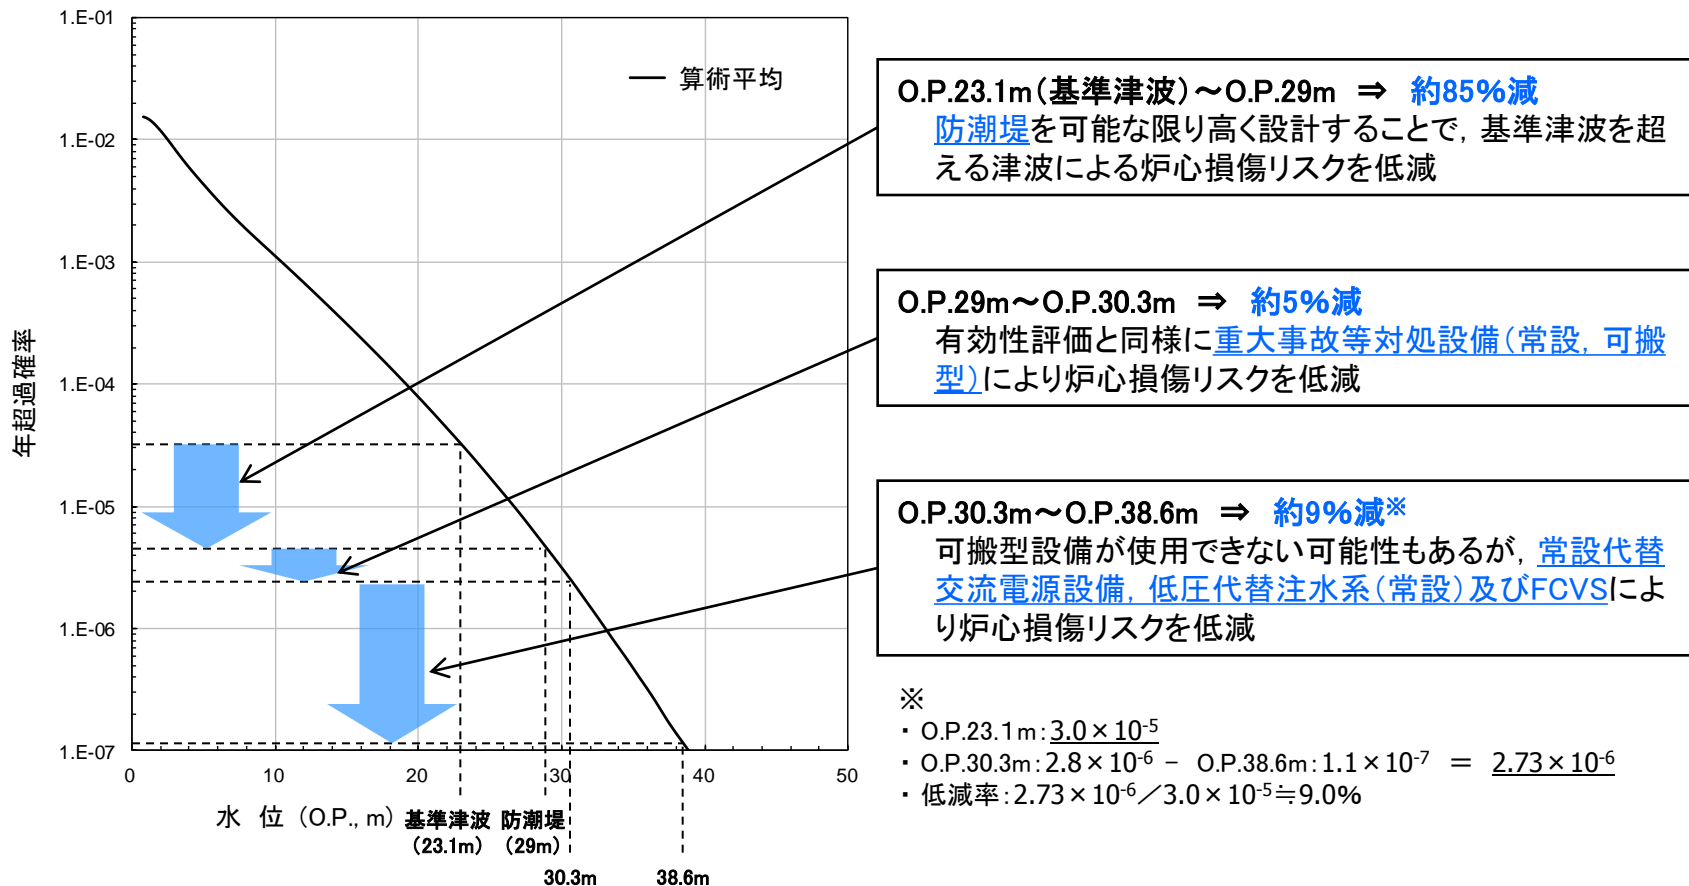 1.E-01
1.E-02
1.E-03
1.E-04
1.E-05
1.E-06
1.E-07
年超過確率
算術平均
0
10
20
30
40
50
水 位 (O.P., m)
基準津波
(23.1m)
防潮堤
(29m)
30.3m
38.6m
O.P.23.1m(基準津波)~O.P.29m ⇒ 約85%減
防潮堤を可能な限り高く設計することで, 基準津波を超
える津波による炉心損傷リスクを低減
O.P.29m~O.P.30.3m ⇒ 約5%減
有効性評価と同様に重大事故等対処設備(常設, 可搬
型)により炉心損傷リスクを低減
O.P.30.3m~O.P.38.6m ⇒ 約9%減※
可搬型設備が使用できない可能性もあるが, 常設代替
交流電源設備, 低圧代替注水系(常設)及びFCVSによ
り炉心損傷リスクを低減
※
・O.P.23.1m:3.0×10⁻⁵
・O.P.30.3m:2.8×10⁻⁶ - O.P.38.6m:1.1×10⁻⁷ = 2.73×10⁻⁶
・低減率:2.73×10⁻⁶/3.0×10⁻⁵≒9.0%